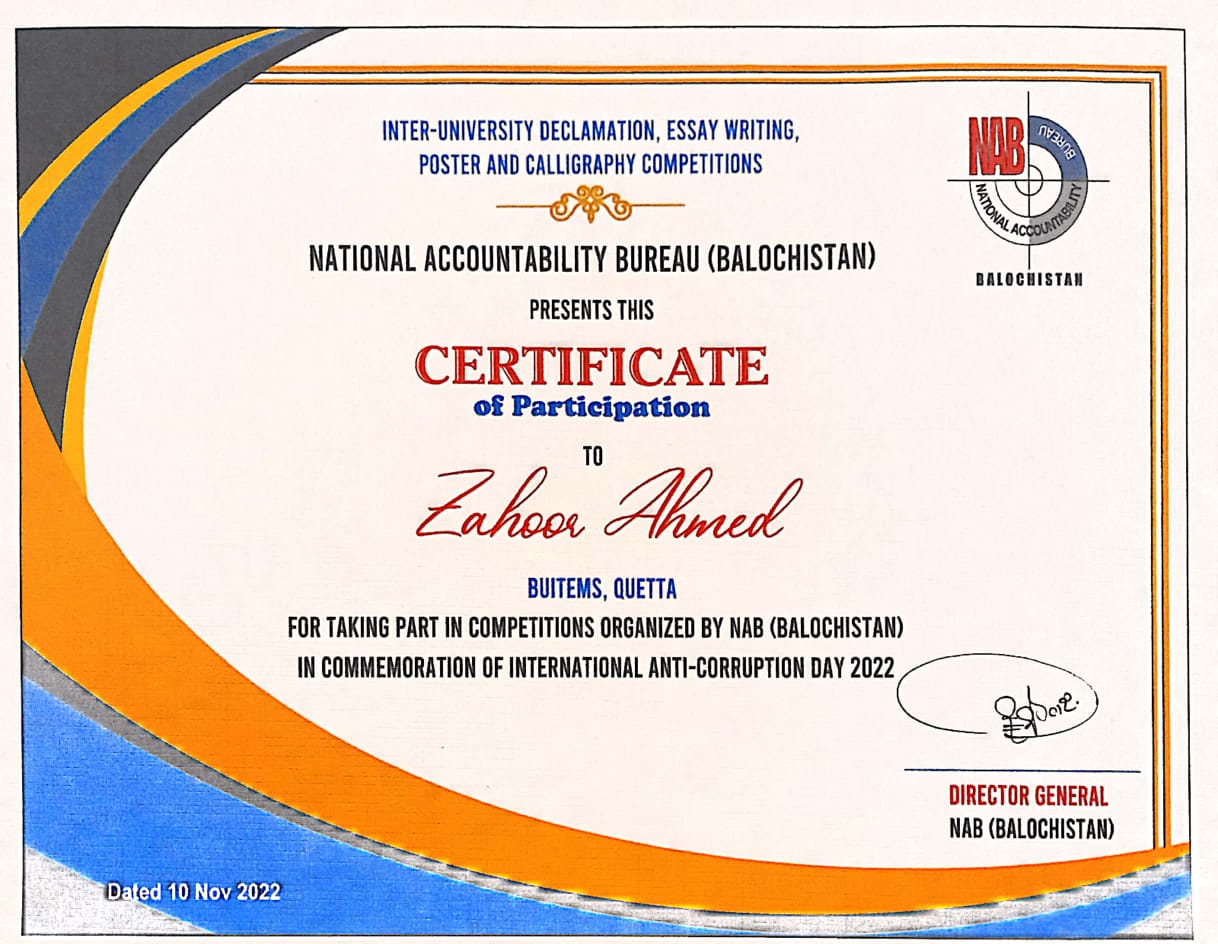 INTER-UNIVERSITY DECLAMATION, ESSAY WRITING,
POSTER AND CALLIGRAPHY COMPETITIONS
NAB
BUREAU
NATIONAL ACCOUNTABILITY
BALOCHISTAN
NATIONAL ACCOUNTABILITY BUREAU (BALOCHISTAN)
PRESENTS THIS
CERTIFICATE
of Participation
TO
Zahoor Ahmed
BUITEMS, QUETTA
FOR TAKING PART IN COMPETITIONS ORGANIZED BY NAB (BALOCHISTAN)
IN COMMEMORATION OF INTERNATIONAL ANTI-CORRUPTION DAY 2022
DIRECTOR GENERAL
NAB (BALOCHISTAN)
Dated 10 Nov 2022